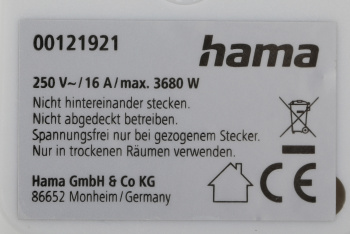 00121921
hama
250 V~/16 A/max. 3680 W
Nicht hintereinander stecken.
Nicht abgedeckt betreiben.
Spannungsfrei nur bei gezogenem Stecker.
Nur in trockenen Räumen verwenden.
Hama GmbH & Co KG
86652 Monheim/Germany
CE